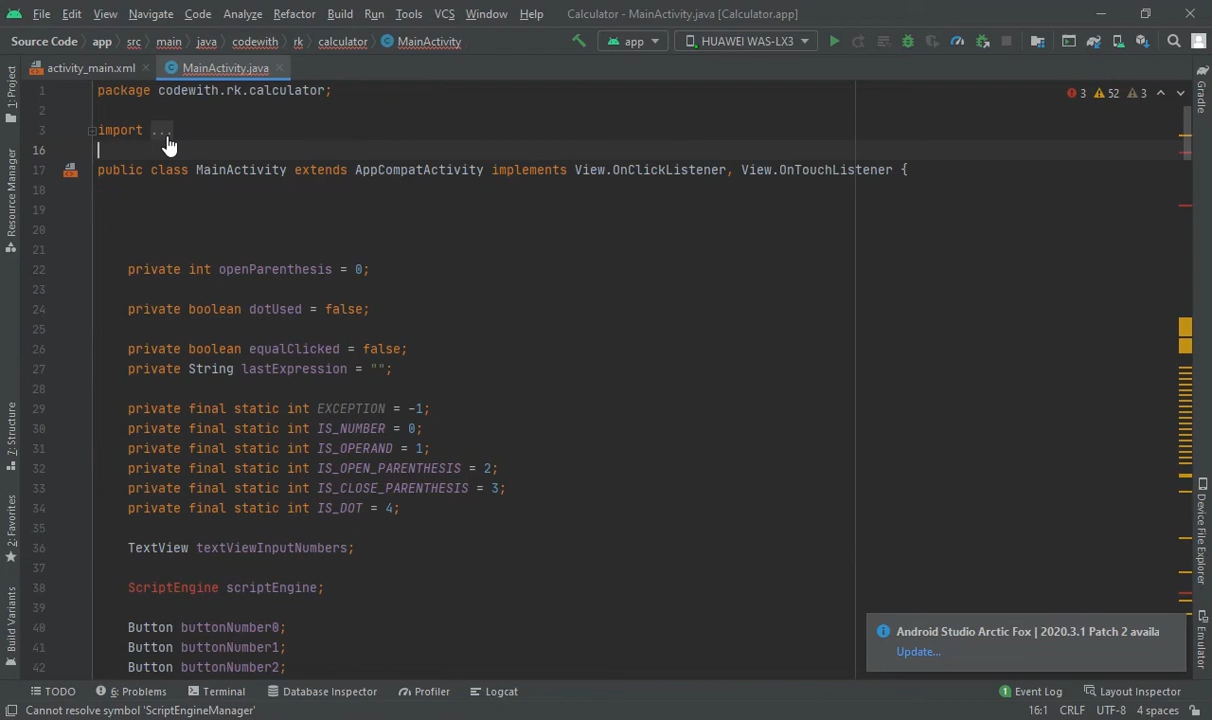 File Edit View Navigate Code Analyze Refactor Build Run Tools VCS Window Help Calculator - MainActivity.java [Calculator.app]
Source Code app src main java codewith rk calculator MainActivity app HUAWEI WAS-LX3
activity_main.xml MainActivity.java
1 package codewith.rk.calculator;
3 53 3
2
3 import ...
16
17 public class MainActivity extends AppCompatActivity implements View.OnClickListener, View.OnTouchListener {
18
19
20
21
22 private int openParenthesis = 0;
24 private boolean dotUsed = false;
25
26 private boolean equalClicked = false;
27 private String lastExpression = "";
28
29 private final static int EXCEPTION = -1;
30 private final static int IS_NUMBER = 0;
31 private final static int IS_OPERAND = 1;
32 private final static int IS_OPEN_PARENTHESIS = 2;
33 private final static int IS_CLOSE_PARENTHESIS = 3;
34 private final static int IS_DOT = 4;
35
36 TextView textViewInputNumbers;
37
38 ScriptEngine scriptEngine;
39
40 Button buttonNumber0;
41 Button buttonNumber1;
42 Button buttonNumber2;
1: Project
Resource Manager
7: Structure
2: Favorites
Build Variants
Gradle
Device File Explorer
Emulator
Android Studio Arctic Fox | 2020.3.1 Patch 2 availa
Update...
TODO 6: Problems Terminal Database Inspector Profiler Logcat Event Log Layout Inspector
Cannot resolve symbol 'ScriptEngineManager' 16:1 CRLF UTF-8 4 spaces